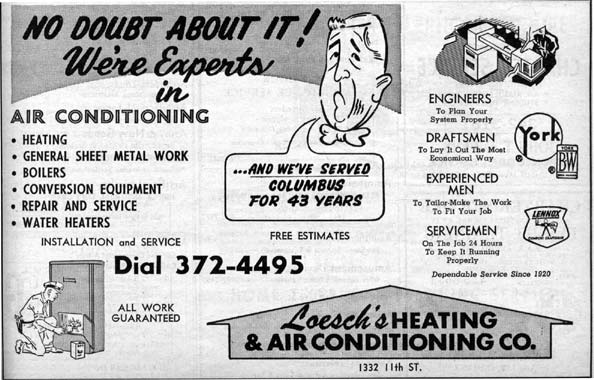 NO DOUBT ABOUT IT!
We're Experts
in
AIR CONDITIONING
• HEATING
• GENERAL SHEET METAL WORK
• BOILERS
• CONVERSION EQUIPMENT
• REPAIR AND SERVICE
• WATER HEATERS
INSTALLATION and SERVICE
...AND WE'VE SERVED
COLUMBUS
FOR 43 YEARS
FREE ESTIMATES
Dial 372-4495
ALL WORK
GUARANTEED
ENGINEERS
To Plan Your
System Properly
DRAFTSMEN
To Lay It Out The Most
Economical Way
EXPERIENCED
MEN
To Tailor-Make The Work
To Fit Your Job
SERVICEMEN
On The Job 24 Hours
To Keep It Running
Properly
Dependable Service Since 1920
York
®
YORK
BW
®
LENNOX
®
Loesch's HEATING
& AIR CONDITIONING CO.
1332 11th ST.